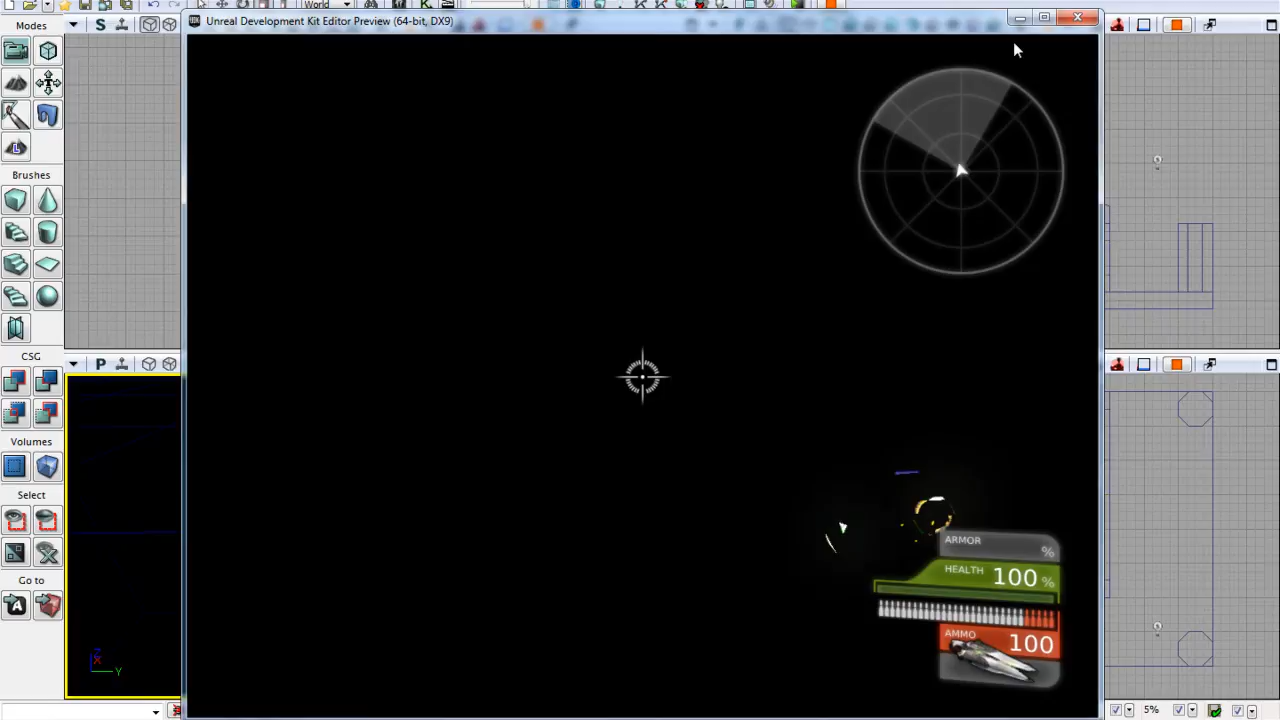 World
Unreal Development Kit Editor Preview (64-bit, DX9)
Modes
S
L
Brushes
CSG
P
Volumes
Select
Go to
A
Z
X
Y
ARMOR
%
HEALTH 100 %
AMMO 100
5%